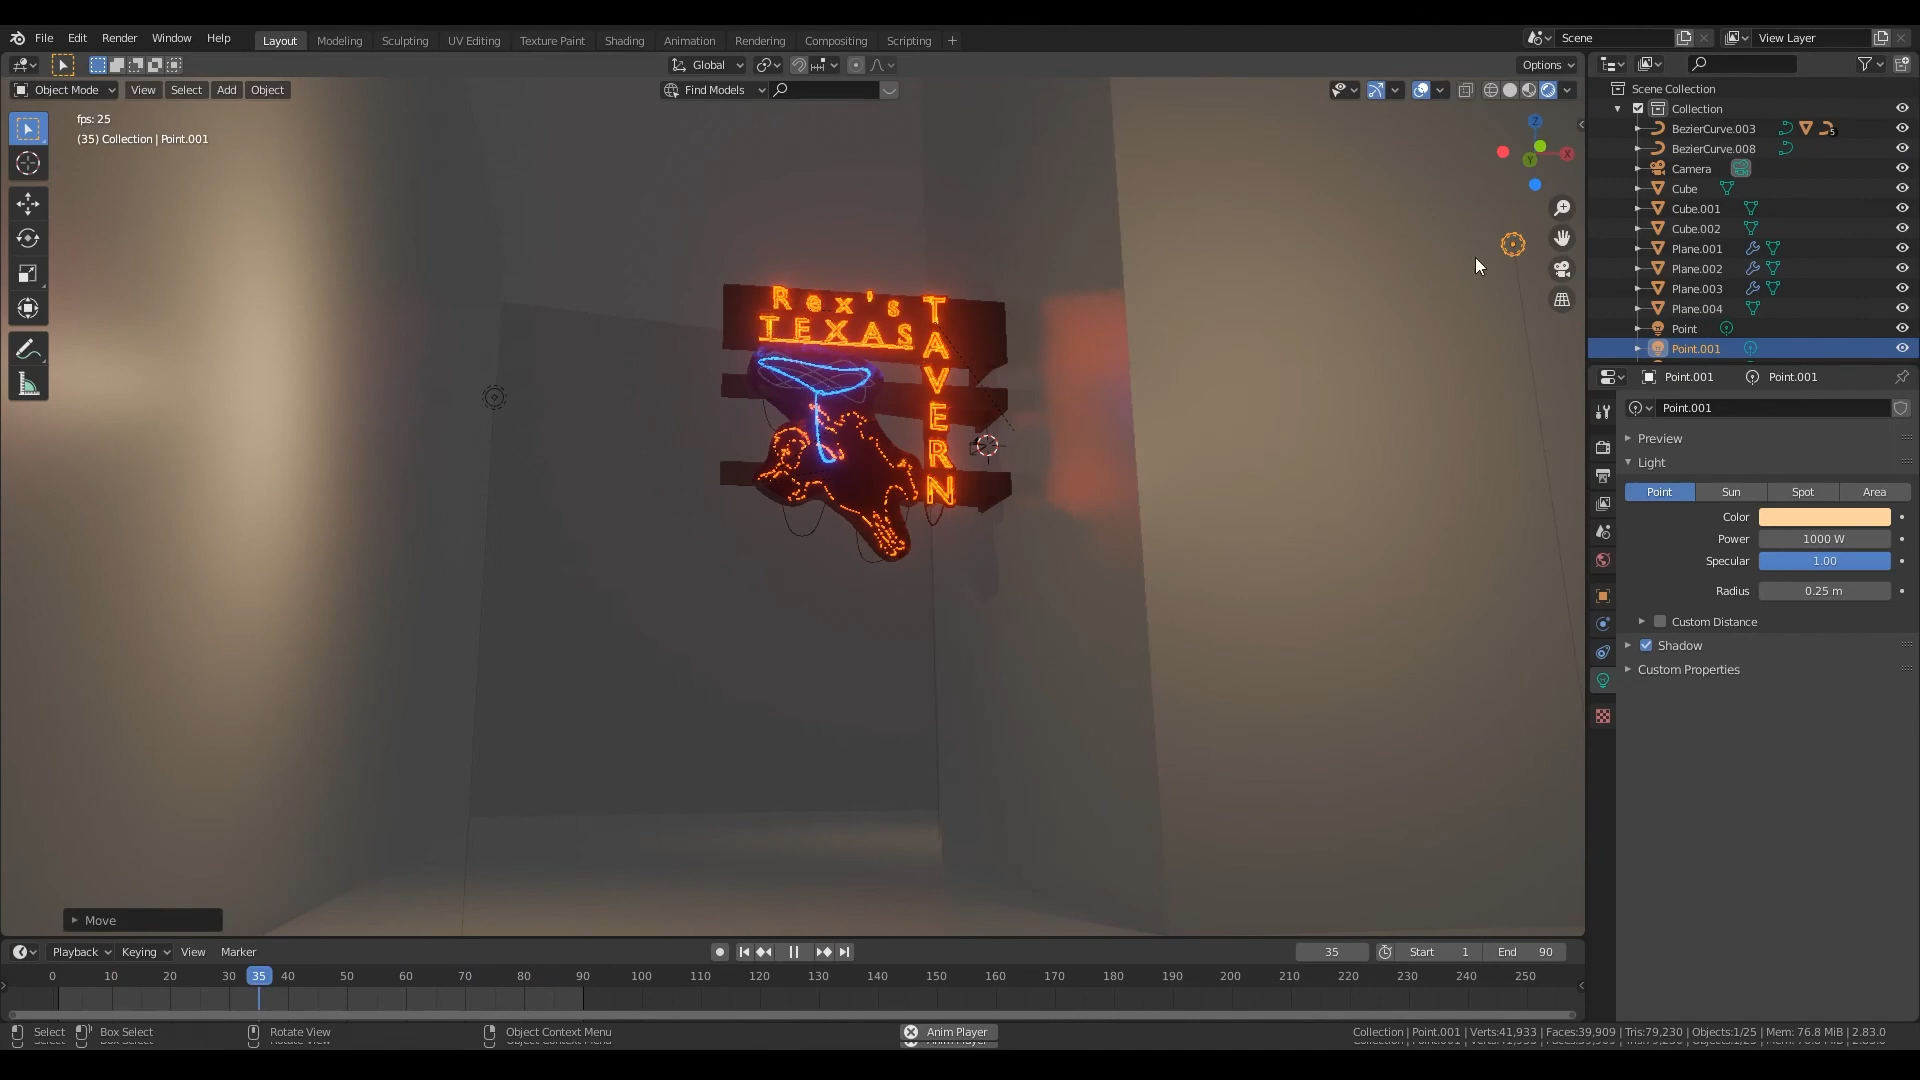 File Edit Render Window Help
Layout Modeling Sculpting UV Editing Texture Paint Shading Animation Rendering Compositing Scripting +
Scene
View Layer
Global
Options
Object Mode View Select Add Object
Find Models
fps: 25
(35) Collection | Point.001
Z
X
Y
Rex's
TEXAS
TAVERN
Scene Collection
Collection
BezierCurve.003
5
BezierCurve.008
Camera
Cube
Cube.001
Cube.002
Plane.001
Plane.002
Plane.003
Plane.004
Point
Point.001
Point.001 Point.001
Point.001
Preview
Light
Point Sun Spot Area
Color
Power 1000 W
Specular 1.00
Radius 0.25 m
Custom Distance
Shadow
Custom Properties
Move
Playback Keying View Marker
35
Start 1 End 90
0 10 20 30 35 40 50 60 70 80 90 100 110 120 130 140 150 160 170 180 190 200 210 220 230 240 250
Select Box Select Rotate View Object Context Menu Anim Player
Collection | Point.001 | Verts:41,933 | Faces:39,909 | Tris:79,230 | Objects:1/25 | Mem: 76.8 MiB | 2.83.0